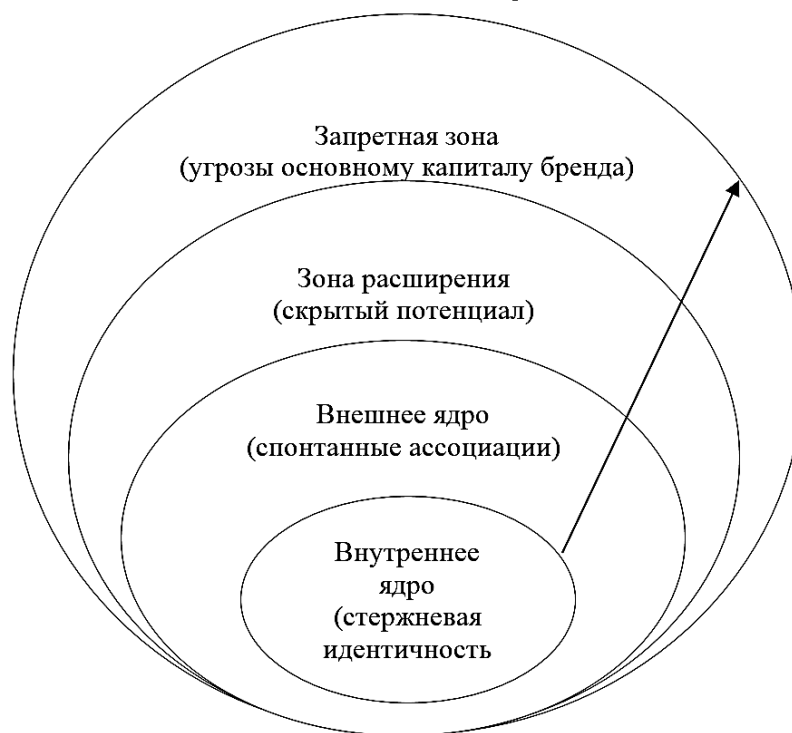 Запретная зона
(угрозы основному капиталу бренда)
Зона расширения
(скрытый потенциал)
Внешнее ядро
(спонтанные ассоциации)
Внутреннее
ядро
(стержневая
идентичность